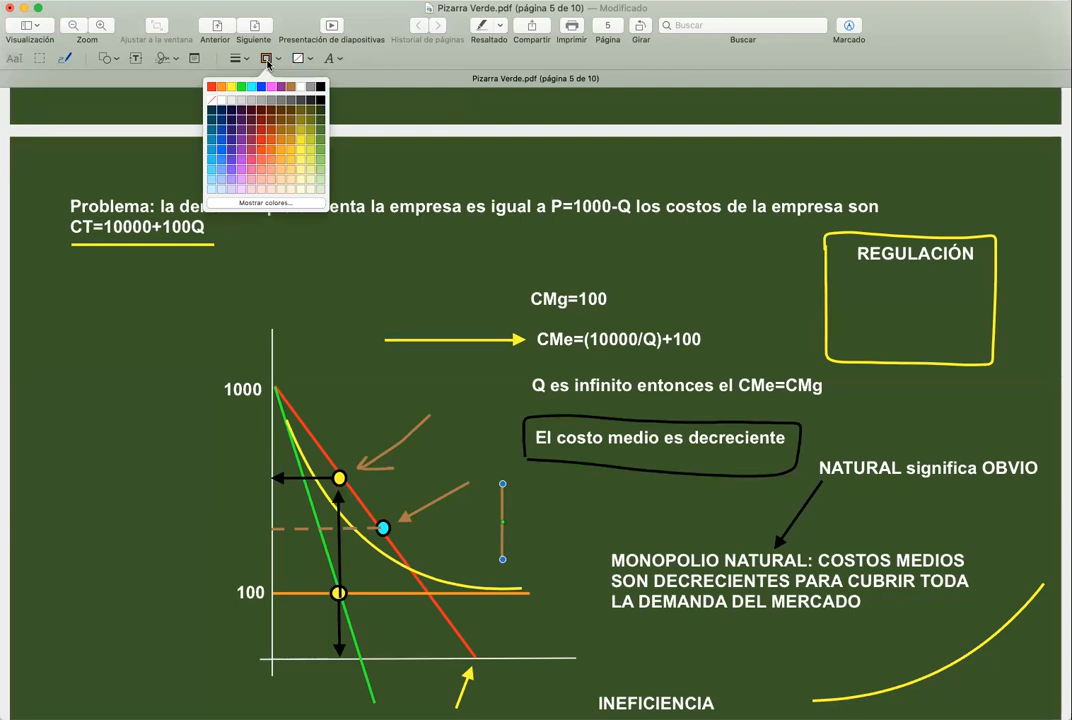 Pizarra Verde.pdf (página 5 de 10) — Modificado
Visualización
Zoom
Ajustar a la ventana
Anterior
Siguiente
Presentación de diapositivas
Historial de páginas
Resaltado
Compartir
Imprimir
5
Página
Girar
Buscar
Buscar
Marcado
AaI
T
A
Pizarra Verde.pdf (página 5 de 10)
Mostrar colores...
Problema: la enta la empresa es igual a P=1000-Q los costos de la empresa son
CT=10000+100Q
REGULACIÓN
CMg=100
CMe=(10000/Q)+100
1000
Q es infinito entonces el CMe=CMg
El costo medio es decreciente
NATURAL significa OBVIO
MONOPOLIO NATURAL: COSTOS MEDIOS
SON DECRECIENTES PARA CUBRIR TODA
LA DEMANDA DEL MERCADO
100
INEFICIENCIA